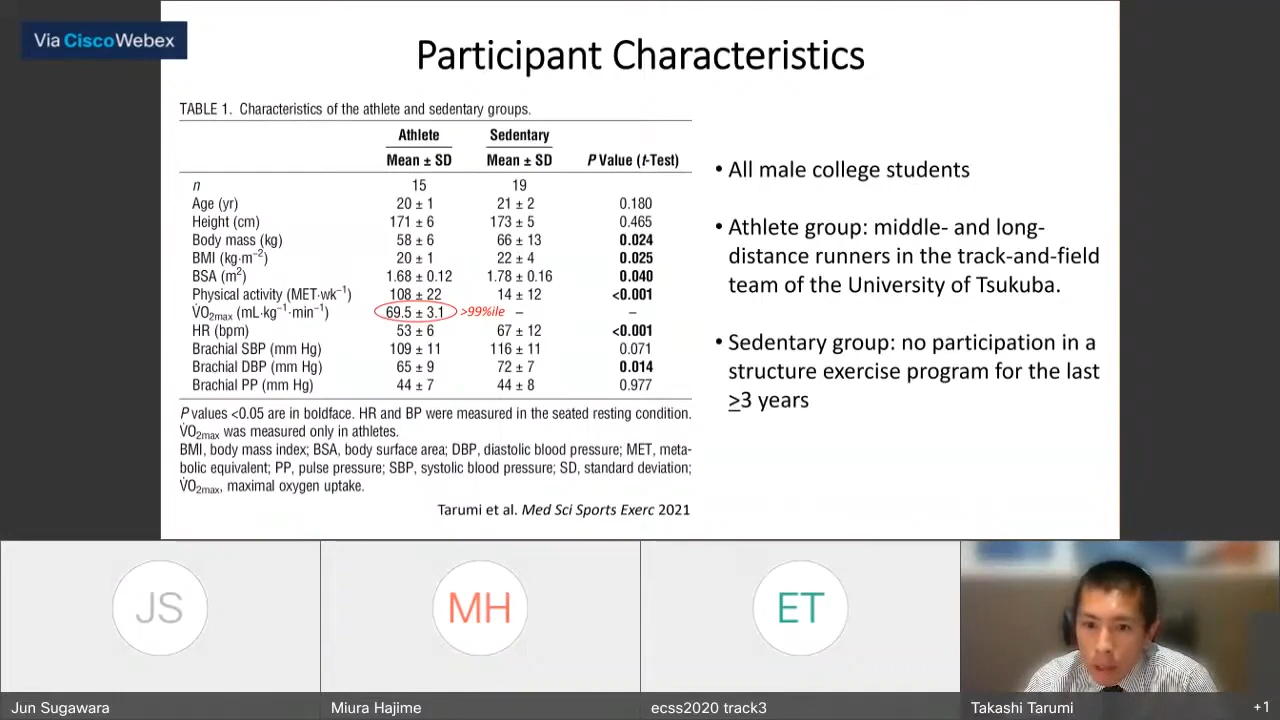 Via CiscoWebex
Participant Characteristics
TABLE 1. Characteristics of the athlete and sedentary groups.
Athlete Sedentary
Mean ± SD Mean ± SD P Value (t-Test)
n 15 19
Age (yr) 20 ± 1 21 ± 2 0.180
Height (cm) 171 ± 6 173 ± 5 0.465
Body mass (kg) 58 ± 6 66 ± 13 0.024
BMI (kg·m⁻²) 20 ± 1 22 ± 4 0.025
BSA (m²) 1.68 ± 0.12 1.78 ± 0.16 0.040
Physical activity (MET·wk⁻¹) 108 ± 22 14 ± 12 <0.001
V̇O₂max (mL·kg⁻¹·min⁻¹) 69.5 ± 3.1 >99%ile – –
HR (bpm) 53 ± 6 67 ± 12 <0.001
Brachial SBP (mm Hg) 109 ± 11 116 ± 11 0.071
Brachial DBP (mm Hg) 65 ± 9 72 ± 7 0.014
Brachial PP (mm Hg) 44 ± 7 44 ± 8 0.977
P values <0.05 are in boldface. HR and BP were measured in the seated resting condition.
V̇O₂max was measured only in athletes.
BMI, body mass index; BSA, body surface area; DBP, diastolic blood pressure; MET, meta-
bolic equivalent; PP, pulse pressure; SBP, systolic blood pressure; SD, standard deviation;
V̇O₂max, maximal oxygen uptake.
Tarumi et al. Med Sci Sports Exerc 2021
• All male college students
• Athlete group: middle- and long-
distance runners in the track-and-field
team of the University of Tsukuba.
• Sedentary group: no participation in a
structure exercise program for the last
≥3 years
JS
MH
ET
Jun Sugawara
Miura Hajime
ecss2020 track3
Takashi Tarumi
+1